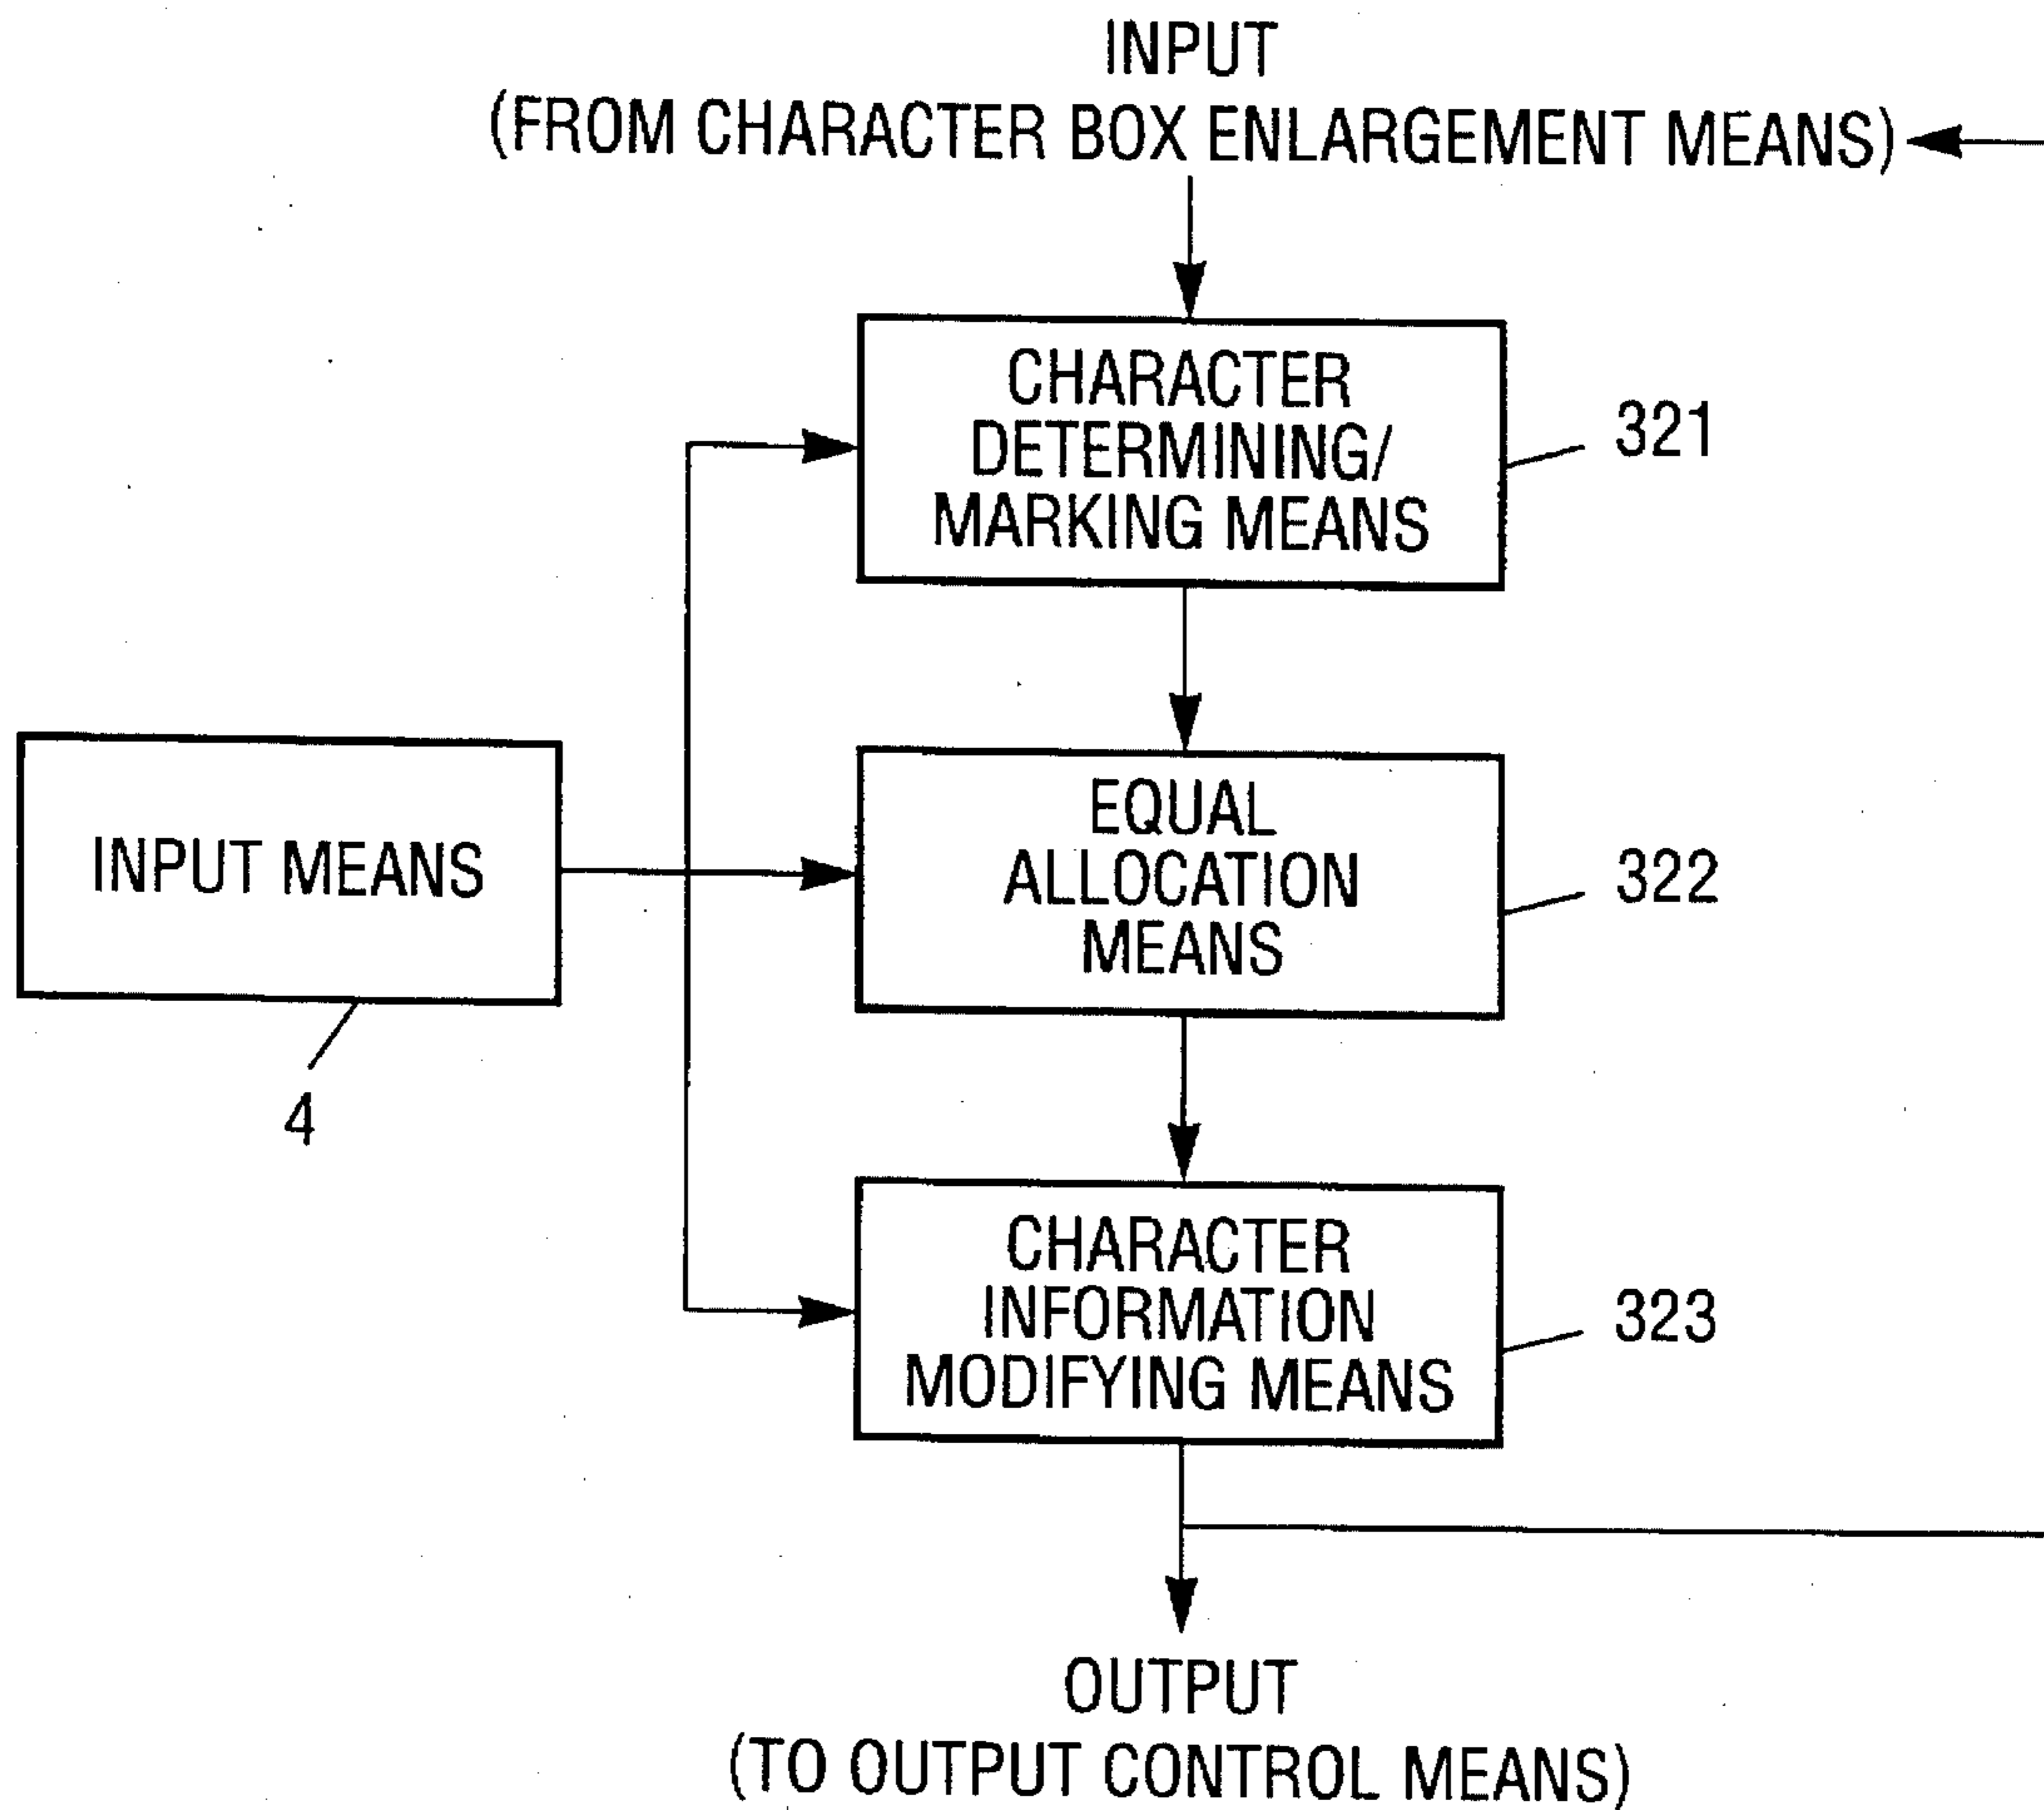 INPUT
(FROM CHARACTER BOX ENLARGEMENT MEANS)
CHARACTER
DETERMINING/
MARKING MEANS
321
INPUT MEANS
4
EQUAL
ALLOCATION
MEANS
322
CHARACTER
INFORMATION
MODIFYING MEANS
323
OUTPUT
(TO OUTPUT CONTROL MEANS)